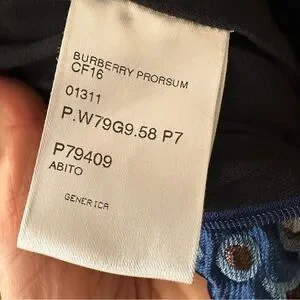 BURBERRY PRORSUM
CF16
01311
P.W79G9.58 P7
P79409
ABITO
GENERICA